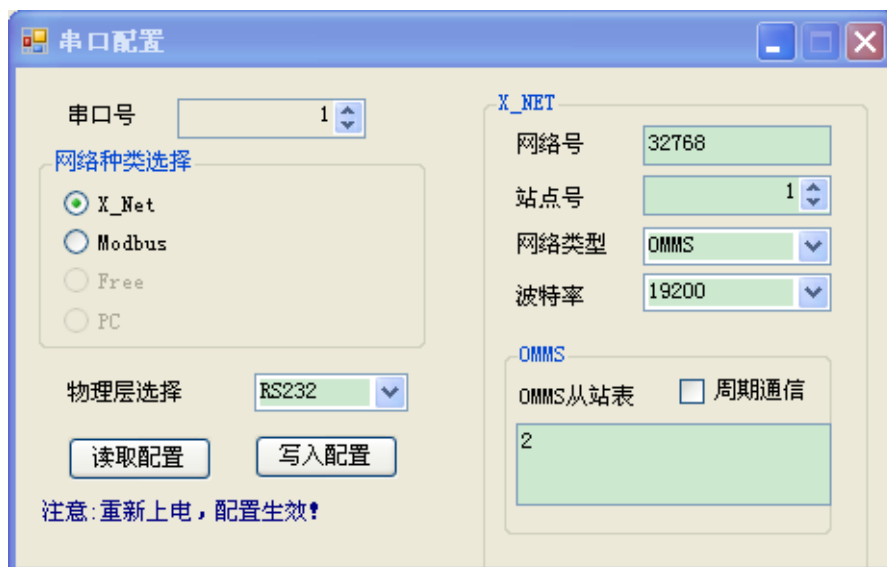 串口配置
串口号 1
网络种类选择
X_Net
Modbus
Free
PC
物理层选择 RS232
读取配置 写入配置
注意:重新上电,配置生效!
X_NET
网络号 32768
站点号 1
网络类型 OMMS
波特率 19200
OMMS
OMMS从站表 周期通信
2